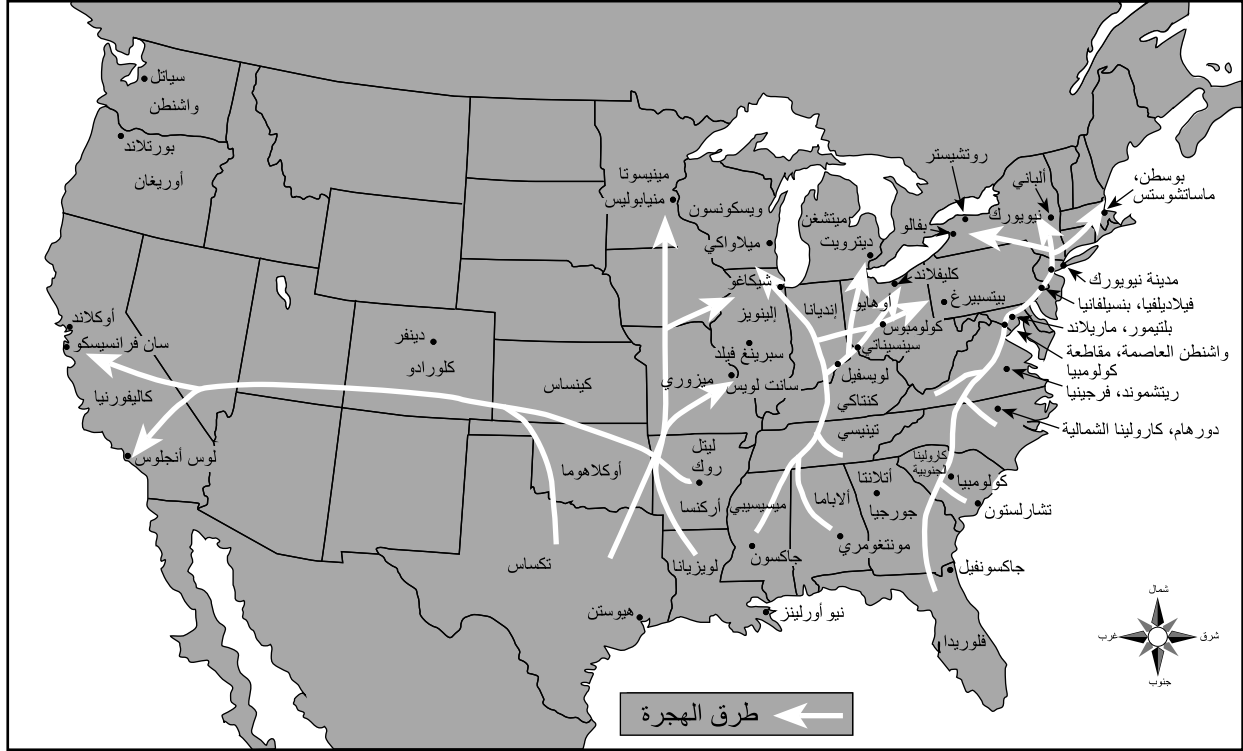 سياتل
واشنطن
بورتلاند
أوريغان
أوكلاند
سان فرانسيسكو
كاليفورنيا
لوس أنجلوس
دينفر
كلورادو
كينساس
أوكلاهوما
تكساس
هيوستن
مينيسوتا
منيابوليس
ويسكونسون
ميلاواكي
ميتشغن
ديترويت
شيكاغو
إلينويز
سبرينغ فيلد
ميزوري
سانت لويس
إنديانا
أوهايو
كليفلاند
كولومبوس
سينسيناتي
لويسفيل
كنتاكي
تينيسي
ليتل
روك
أركنسا
لويزيانا
ميسيسيبي
جاكسون
ألاباما
مونتغومري
أتلانتا
جورجيا
نيو أورلينز
كارولينا
الجنوبية
كولومبيا
تشارلستون
جاكسونفيل
فلوريدا
روتشيستر
بفالو
ألباني
نيويورك
بيتسبيرغ
بوسطن،
ماساتشوستس
مدينة نيويورك
فيلاديلفيا، بنسيلفانيا
بلتيمور، ماريلاند
واشنطن العاصمة، مقاطعة
كولومبيا
ريتشموند، فرجينيا
دورهام، كارولينا الشمالية
شمال
شرق
غرب
جنوب
طرق الهجرة